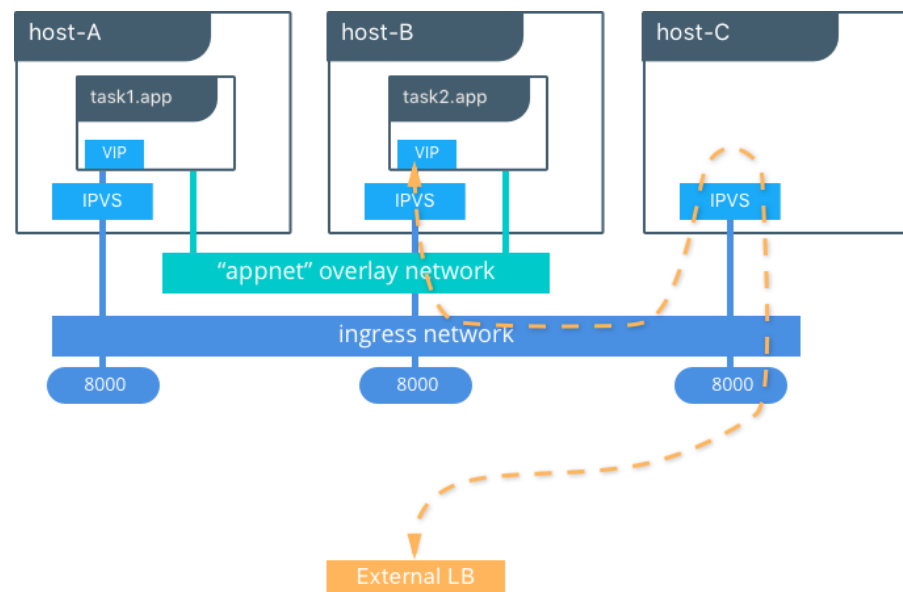 host-A
host-B
host-C
task1.app
task2.app
VIP
VIP
IPVS
IPVS
IPVS
“appnet” overlay network
ingress network
8000
8000
8000
External LB